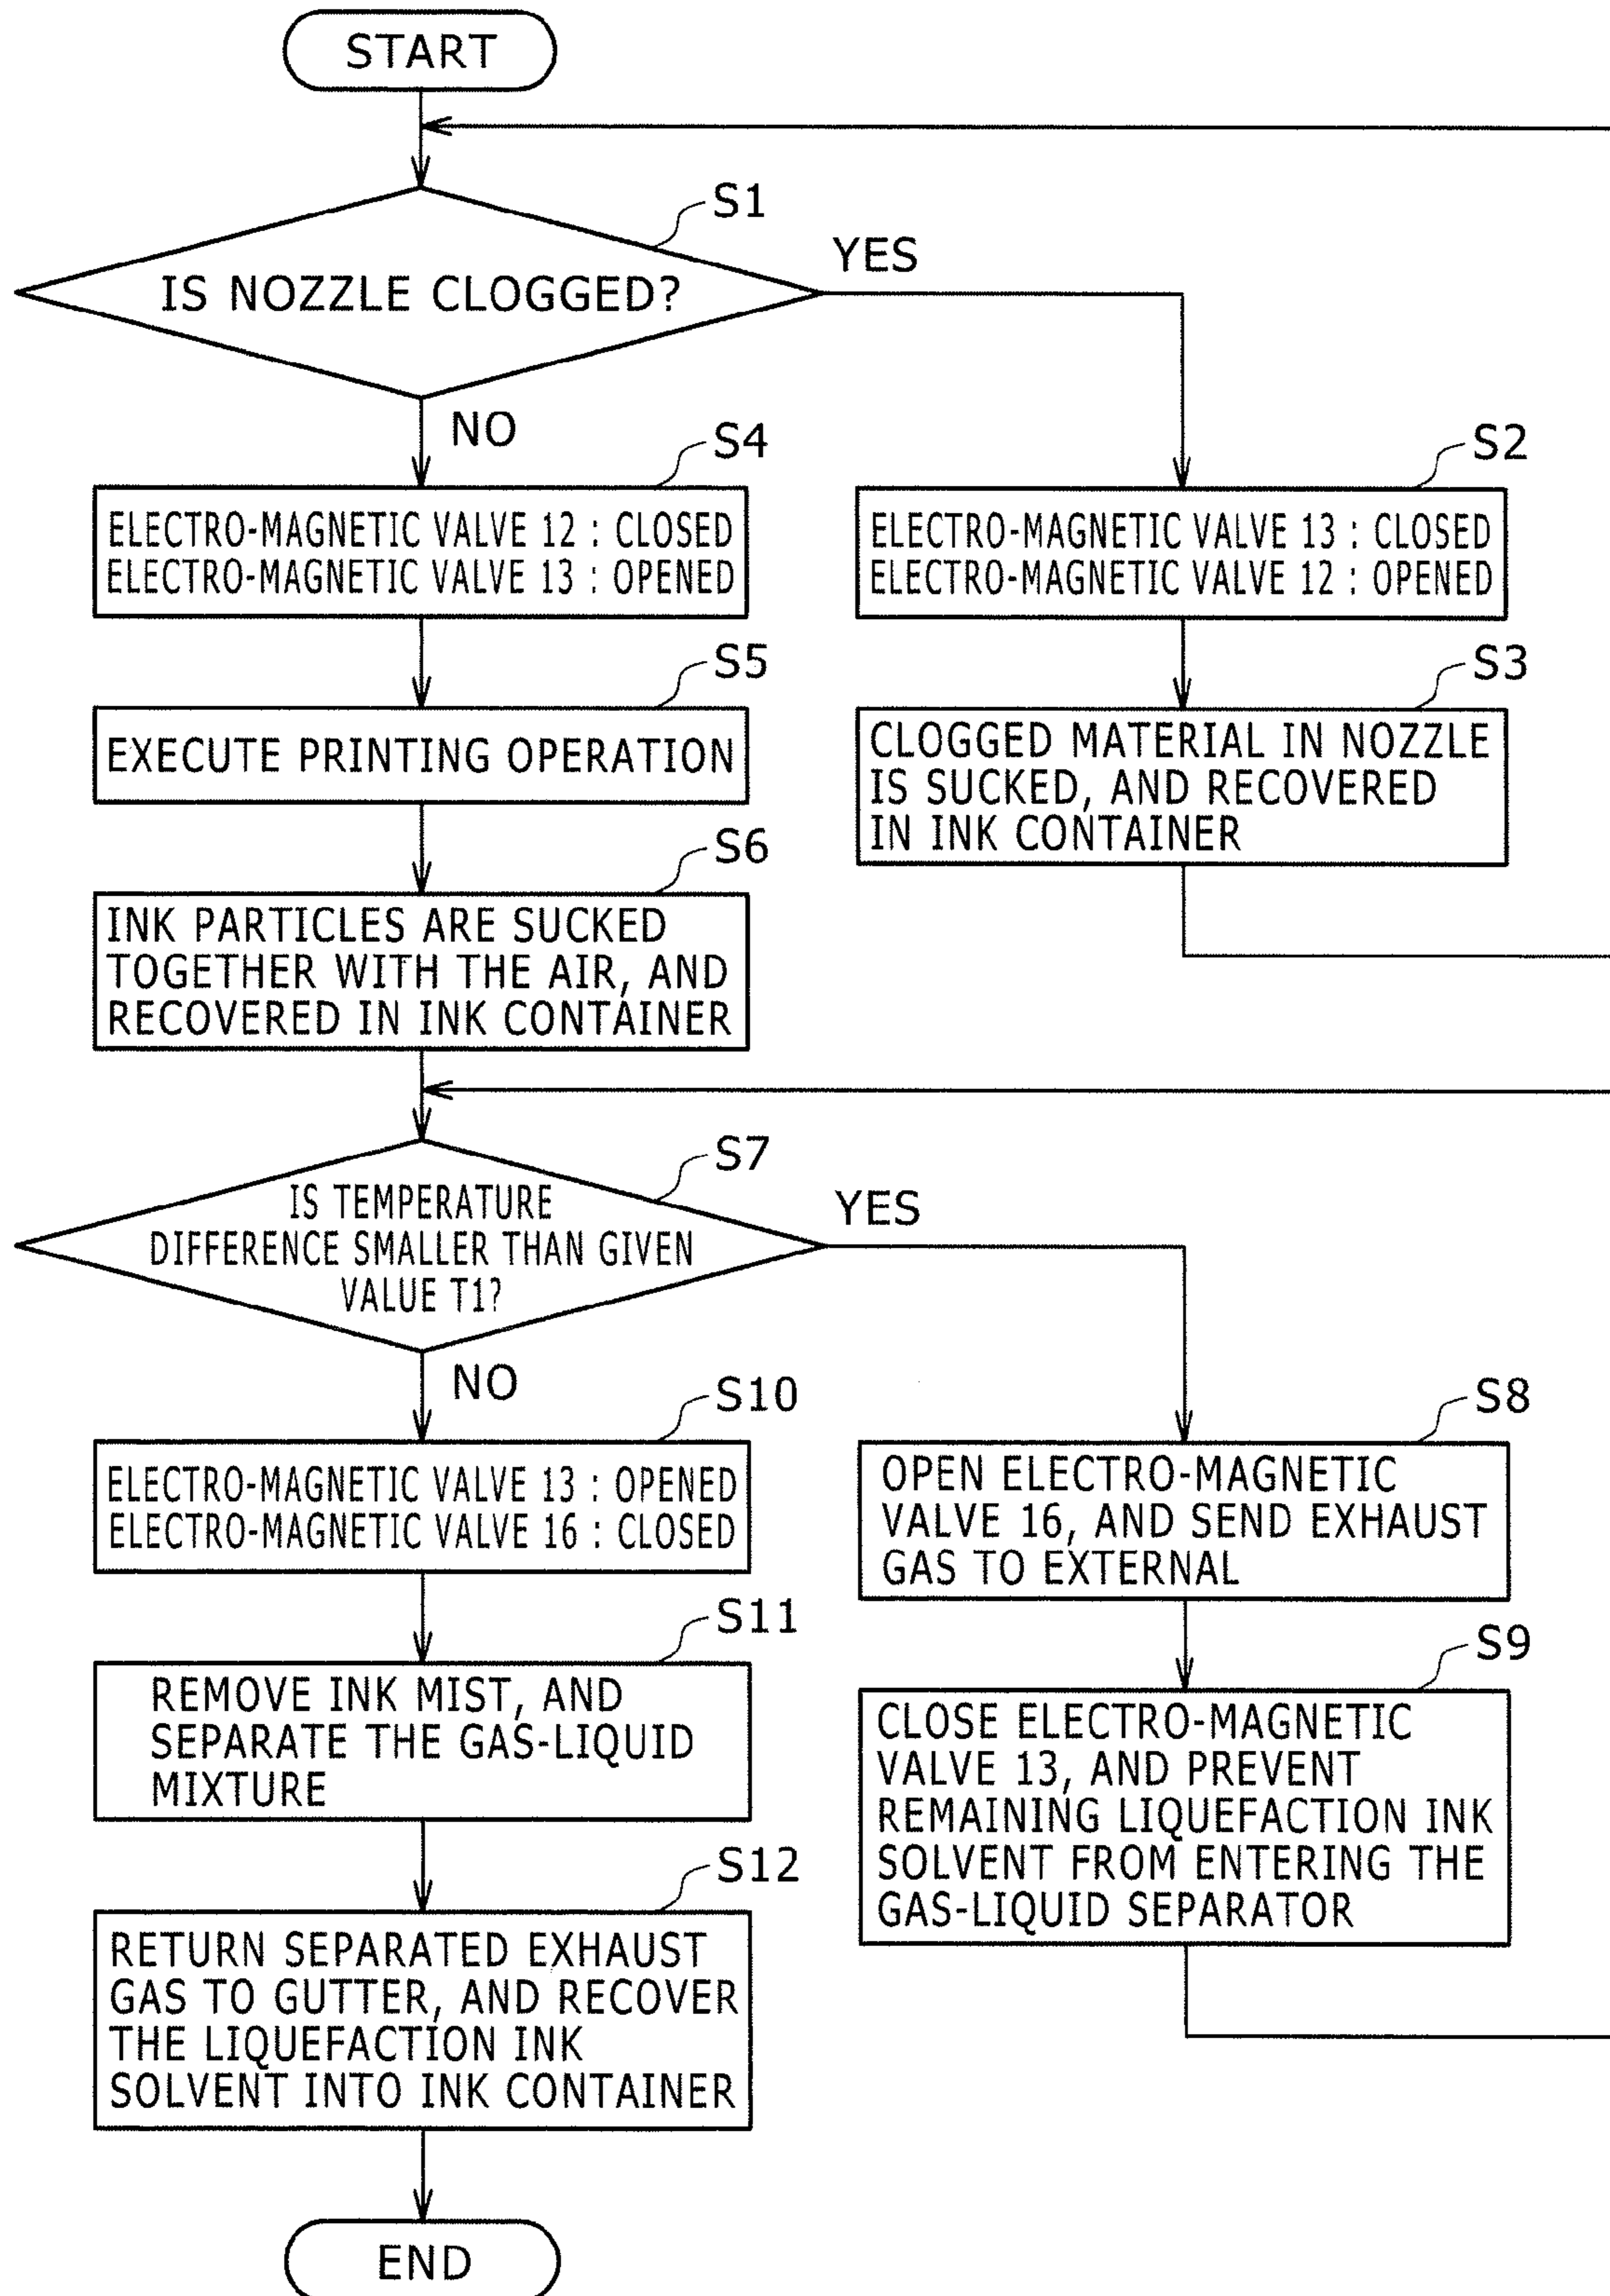 START
S1
IS NOZZLE CLOGGED?
YES
NO
S4
ELECTRO-MAGNETIC VALVE 12 : CLOSED
ELECTRO-MAGNETIC VALVE 13 : OPENED
S2
ELECTRO-MAGNETIC VALVE 13 : CLOSED
ELECTRO-MAGNETIC VALVE 12 : OPENED
S5
EXECUTE PRINTING OPERATION
S3
CLOGGED MATERIAL IN NOZZLE
IS SUCKED, AND RECOVERED
IN INK CONTAINER
S6
INK PARTICLES ARE SUCKED
TOGETHER WITH THE AIR, AND
RECOVERED IN INK CONTAINER
S7
IS TEMPERATURE
DIFFERENCE SMALLER THAN GIVEN
VALUE T1?
YES
NO
S10
ELECTRO-MAGNETIC VALVE 13 : OPENED
ELECTRO-MAGNETIC VALVE 16 : CLOSED
S8
OPEN ELECTRO-MAGNETIC
VALVE 16, AND SEND EXHAUST
GAS TO EXTERNAL
S11
REMOVE INK MIST, AND
SEPARATE THE GAS-LIQUID
MIXTURE
S9
CLOSE ELECTRO-MAGNETIC
VALVE 13, AND PREVENT
REMAINING LIQUEFACTION INK
SOLVENT FROM ENTERING THE
GAS-LIQUID SEPARATOR
S12
RETURN SEPARATED EXHAUST
GAS TO GUTTER, AND RECOVER
THE LIQUEFACTION INK
SOLVENT INTO INK CONTAINER
END